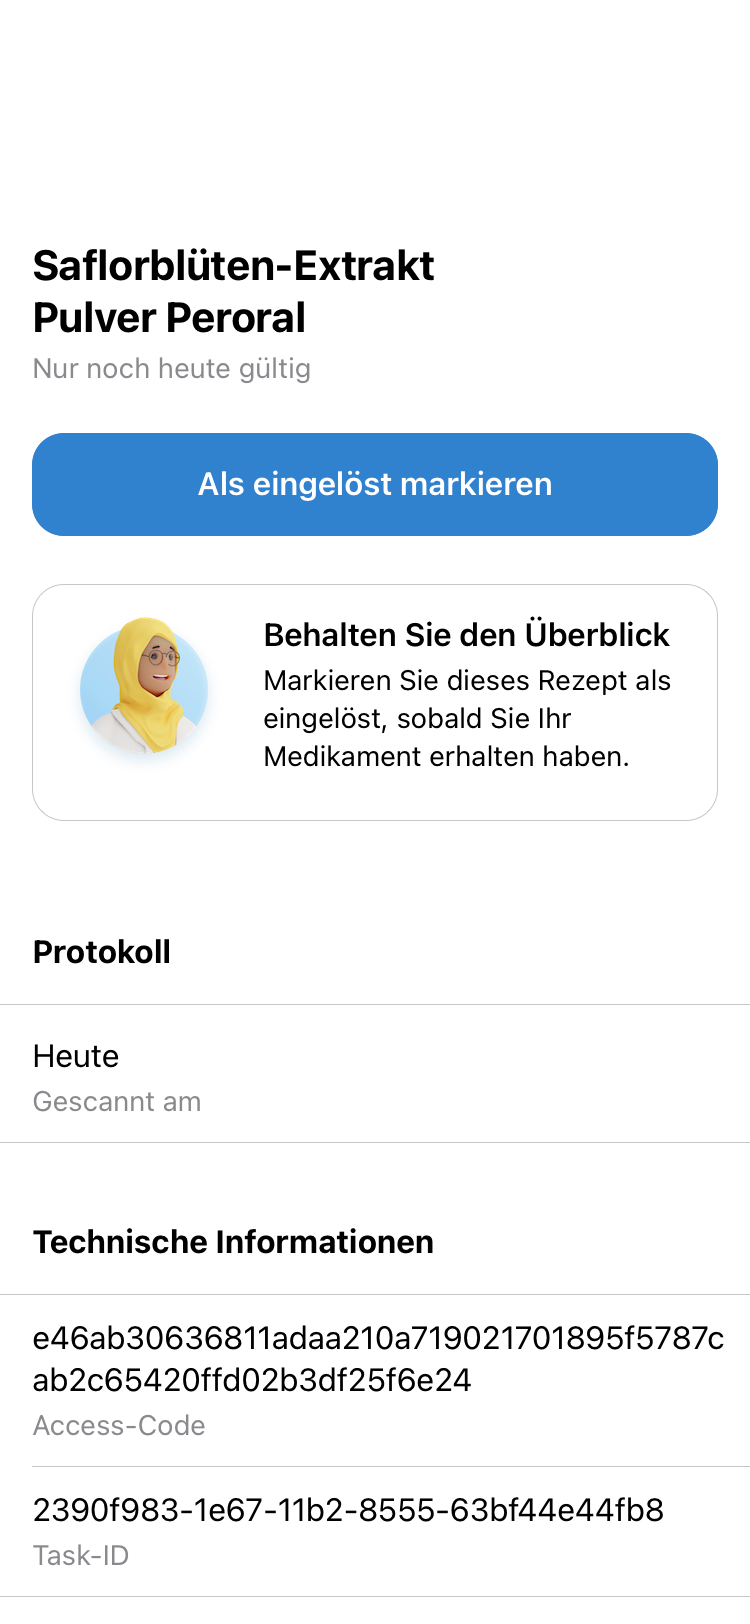 Saflorblüten-Extrakt
Pulver Peroral
Nur noch heute gültig
Als eingelöst markieren
Behalten Sie den Überblick
Markieren Sie dieses Rezept als
eingelöst, sobald Sie Ihr
Medikament erhalten haben.
Protokoll
Heute
Gescannt am
Technische Informationen
e46ab30636811adaa210a719021701895f5787c
ab2c65420ffd02b3df25f6e24
Access-Code
2390f983-1e67-11b2-8555-63bf44e44fb8
Task-ID